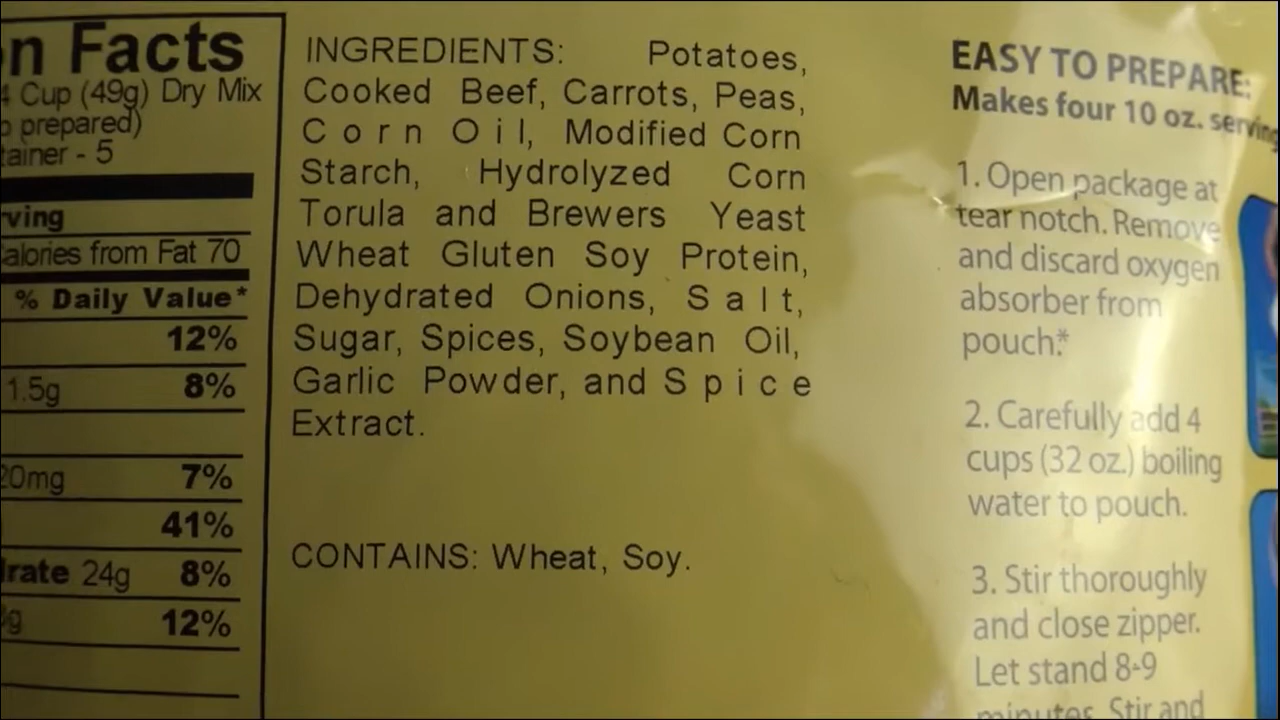 n Facts
4 Cup (49g) Dry Mix
prepared)
tainer - 5
rving
alories from Fat 70
% Daily Value*
12%
1.5g 8%
20mg 7%
41%
drate 24g 8%
g 12%
INGREDIENTS: Potatoes,
Cooked Beef, Carrots, Peas,
Corn Oil, Modified Corn
Starch, Hydrolyzed Corn
Torula and Brewers Yeast
Wheat Gluten Soy Protein,
Dehydrated Onions, Salt,
Sugar, Spices, Soybean Oil,
Garlic Powder, and Spice
Extract.
CONTAINS: Wheat, Soy.
EASY TO PREPARE:
Makes four 10 oz. serving
1. Open package at
tear notch. Remove
and discard oxygen
absorber from
pouch.*
2. Carefully add 4
cups (32 oz.) boiling
water to pouch.
3. Stir thoroughly
and close zipper.
Let stand 8-9
minutes. Stir and